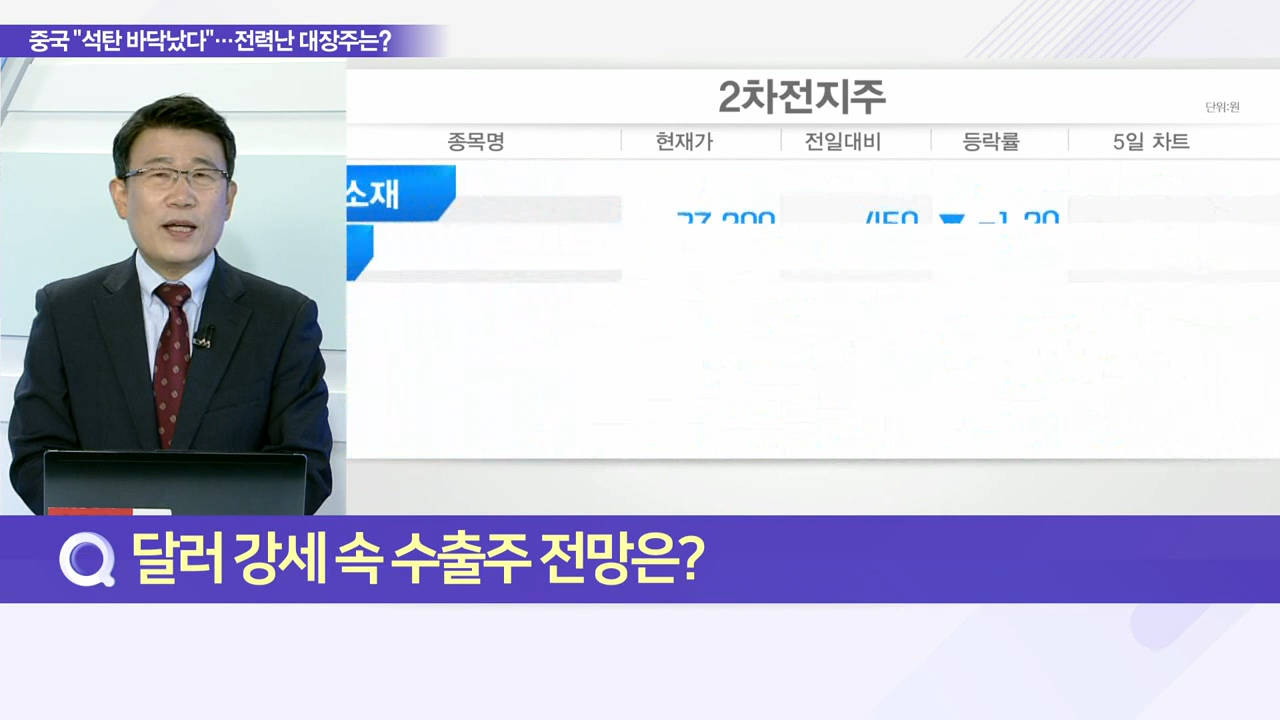 중국 "석탄 바닥났다"…전력난 대장주는?
2차전지주
단위:원
종목명 현재가 전일대비 등락률 5일 차트
소재
달러 강세 속 수출주 전망은?